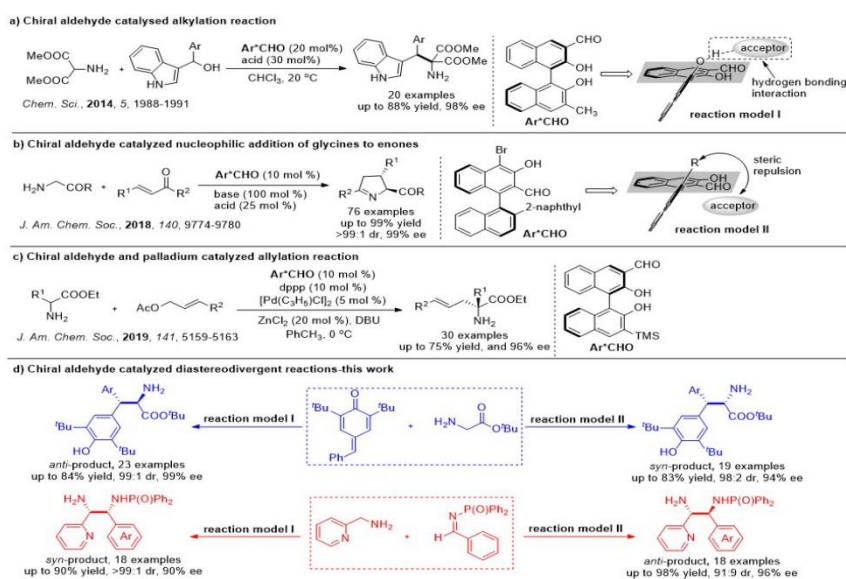 a) Chiral aldehyde catalysed alkylation reaction
MeOOC
MeOOC
NH₂
+
Ar
OH
N
H
Ar*CHO (20 mol%)
acid (30 mol%)
CHCl₃, 20 ºC
Ar
COOMe
COOMe
NH₂
N
H
20 examples
up to 88% yield, 98% ee
Chem. Sci., 2014, 5, 1988-1991
CHO
OH
OH
CH₃
Ar*CHO
O
H
acceptor
CHO
OH
hydrogen bonding
interaction
reaction model I
b) Chiral aldehyde catalyzed nucleophilic addition of glycines to enones
H₂N
COR
+
R¹
O
R²
Ar*CHO (10 mol %)
base (100 mol %)
acid (25 mol %)
R¹
R²
N
COR
76 examples
up to 99% yield
>99:1 dr, 99% ee
J. Am. Chem. Soc., 2018, 140, 9774-9780
Br
OH
CHO
2-naphthyl
Ar*CHO
R
OH
CHO
steric
repulsion
acceptor
reaction model II
c) Chiral aldehyde and palladium catalyzed allylation reaction
R¹
COOEt
NH₂
+
AcO
R²
Ar*CHO (10 mol %)
dppp (10 mol %)
[Pd(C₃H₅)Cl]₂ (5 mol %)
ZnCl₂ (20 mol %), DBU
PhCH₃, 0 ºC
R²
R¹
COOEt
NH₂
30 examples
up to 75% yield, and 96% ee
J. Am. Chem. Soc., 2019, 141, 5159-5163
CHO
OH
OH
TMS
Ar*CHO
d) Chiral aldehyde catalyzed diastereodivergent reactions-this work
Ar
NH₂
COOᵗBu
ᵗBu
HO
ᵗBu
anti-product, 23 examples
up to 84% yield, 99:1 dr, 99% ee
reaction model I
O
ᵗBu
ᵗBu
Ph
+
H₂N
O
OᵗBu
reaction model II
Ar
NH₂
COOᵗBu
ᵗBu
HO
ᵗBu
syn-product, 19 examples
up to 83% yield, 98:2 dr, 94% ee
H₂N
NHP(O)Ph₂
N
Ar
syn-product, 18 examples
up to 90% yield, >99:1 dr, 90% ee
reaction model I
N
NH₂
+
N
P(O)Ph₂
H
reaction model II
H₂N
NHP(O)Ph₂
N
Ar
anti-product, 18 examples
up to 98% yield, 91:9 dr, 96% ee